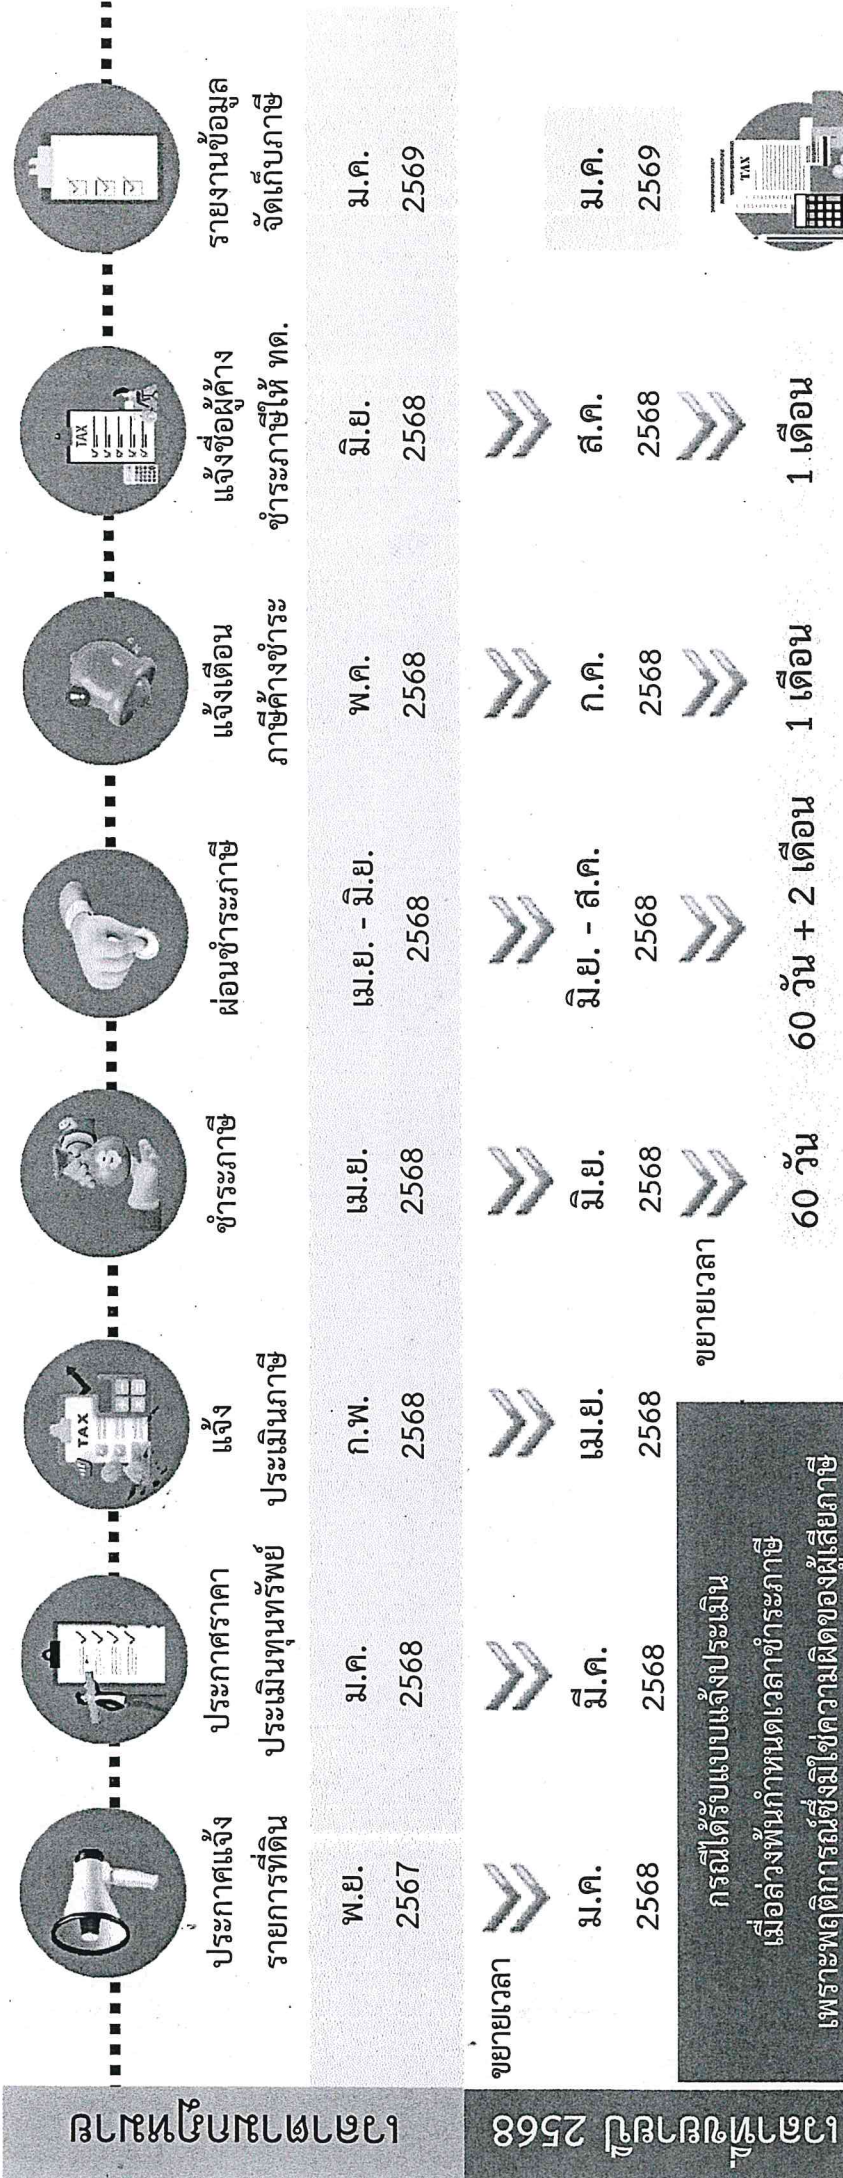 เวลาตามกฎหมาย
ประกาศแจ้ง
รายการที่ดิน
ประกาศราคา
ประเมินทุนทรัพย์
แจ้ง
ประเมินภาษี
ชำระภาษี
ผ่อนชำระภาษี
แจ้งเตือน
ภาษีค้างชำระ
แจ้งชื่อผู้ค้าง
ชำระภาษีให้ ทด.
รายงานข้อมูล
จัดเก็บภาษี
TAX
TAX
พ.ย.
2567
ม.ค.
2568
ก.พ.
2568
เม.ย.
2568
เม.ย. - มิ.ย.
2568
พ.ค.
2568
มิ.ย.
2568
ม.ค.
2569
เวลาที่ขยายปี 2568
ขยายเวลา
ม.ค.
2568
มี.ค.
2568
เม.ย.
2568
มิ.ย.
2568
มิ.ย. - ส.ค.
2568
ก.ค.
2568
ส.ค.
2568
ม.ค.
2569
กรณีได้รับแบบแจ้งประเมิน
เมื่อล่วงพ้นกำหนดเวลาชำระภาษี
เพราะพฤติการณ์ซึ่งมิใช่ความผิดของผู้เสียภาษี
ขยายเวลา
60 วัน
60 วัน + 2 เดือน
1 เดือน
1 เดือน
TAX